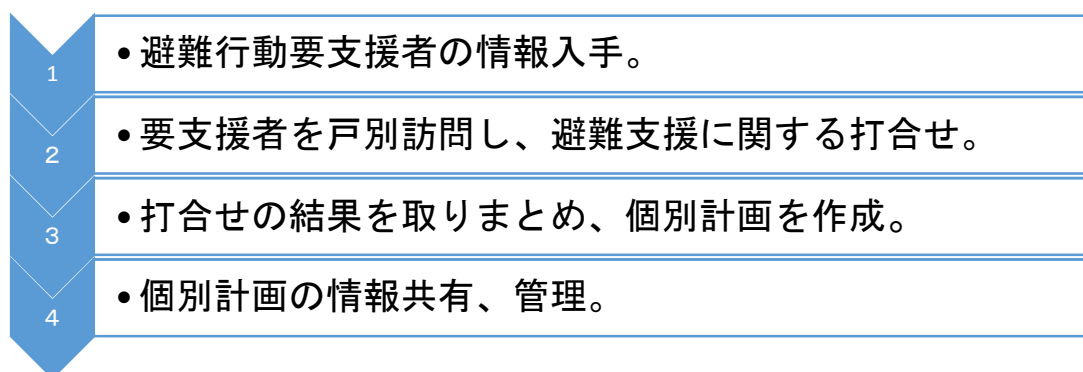 1
•避難行動要支援者の情報入手。
2
•要支援者を戸別訪問し、避難支援に関する打合せ。
3
•打合せの結果を取りまとめ、個別計画を作成。
4
•個別計画の情報共有、管理。